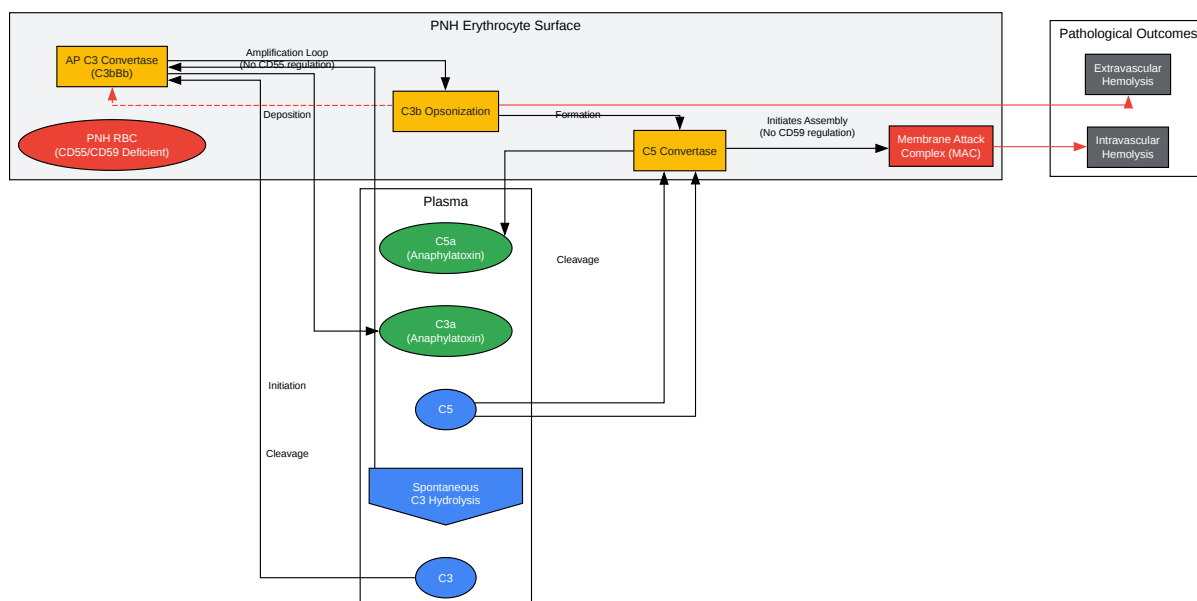 PNH Erythrocyte Surface
Pathological Outcomes
AP C3 Convertase
(C3bBb)
Amplification Loop
(No CD55 regulation)
Extravascular
Hemolysis
Deposition
C3b Opsonization
Formation
PNH RBC
(CD55/CD59 Deficient)
C5 Convertase
Initiates Assembly
(No CD59 regulation)
Membrane Attack
Complex (MAC)
Intravascular
Hemolysis
Plasma
C5a
(Anaphylatoxin)
Cleavage
C3a
(Anaphylatoxin)
Initiation
C5
Cleavage
Spontaneous
C3 Hydrolysis
C3